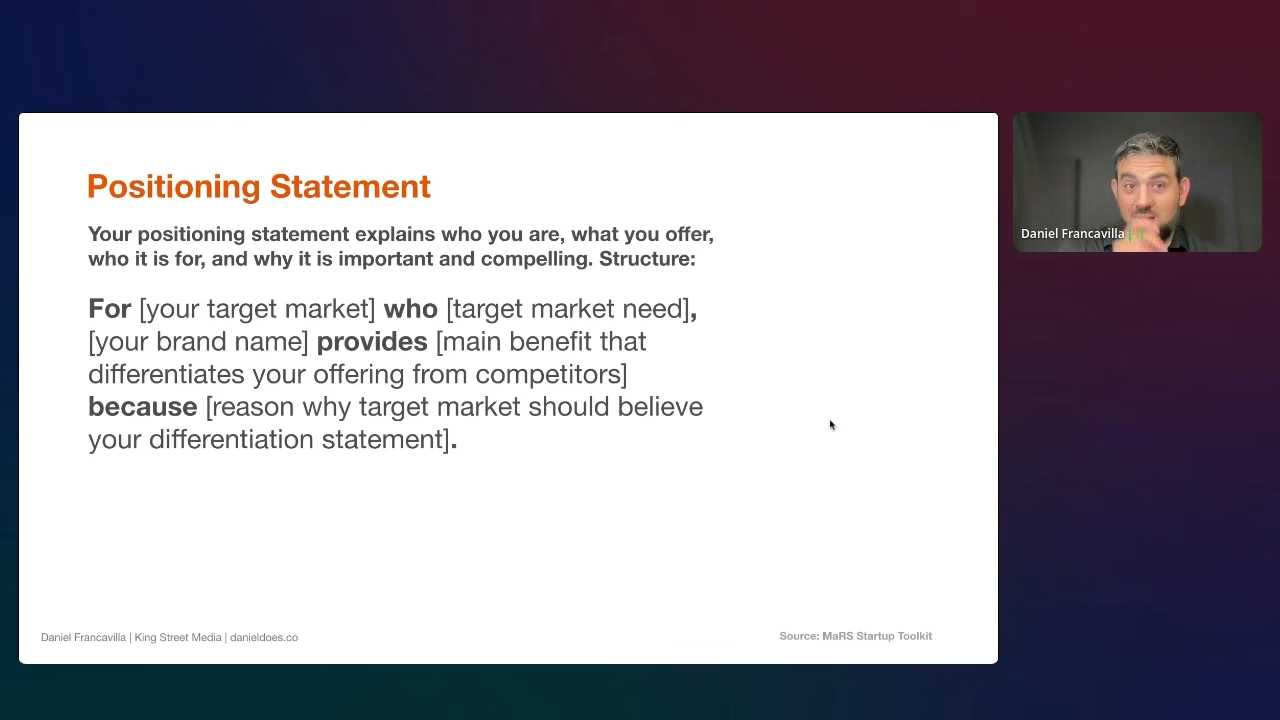 Positioning Statement
Your positioning statement explains who you are, what you offer,
who it is for, and why it is important and compelling. Structure:
For [your target market] who [target market need],
[your brand name] provides [main benefit that
differentiates your offering from competitors]
because [reason why target market should believe
your differentiation statement].
Daniel Francavilla | King Street Media | danieldoes.co
Source: MaRS Startup Toolkit
Daniel Francavilla